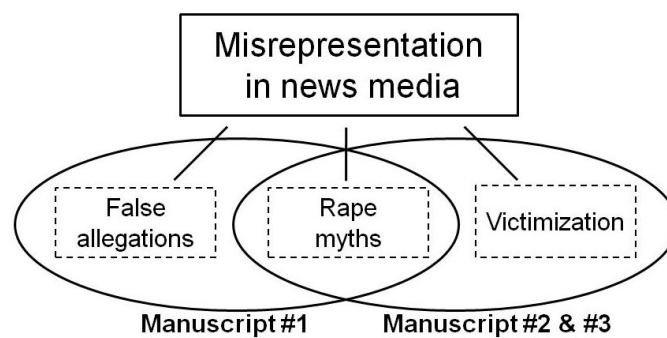 Misrepresentation
in news media
False
allegations
Rape
myths
Victimization
Manuscript #1
Manuscript #2 & #3